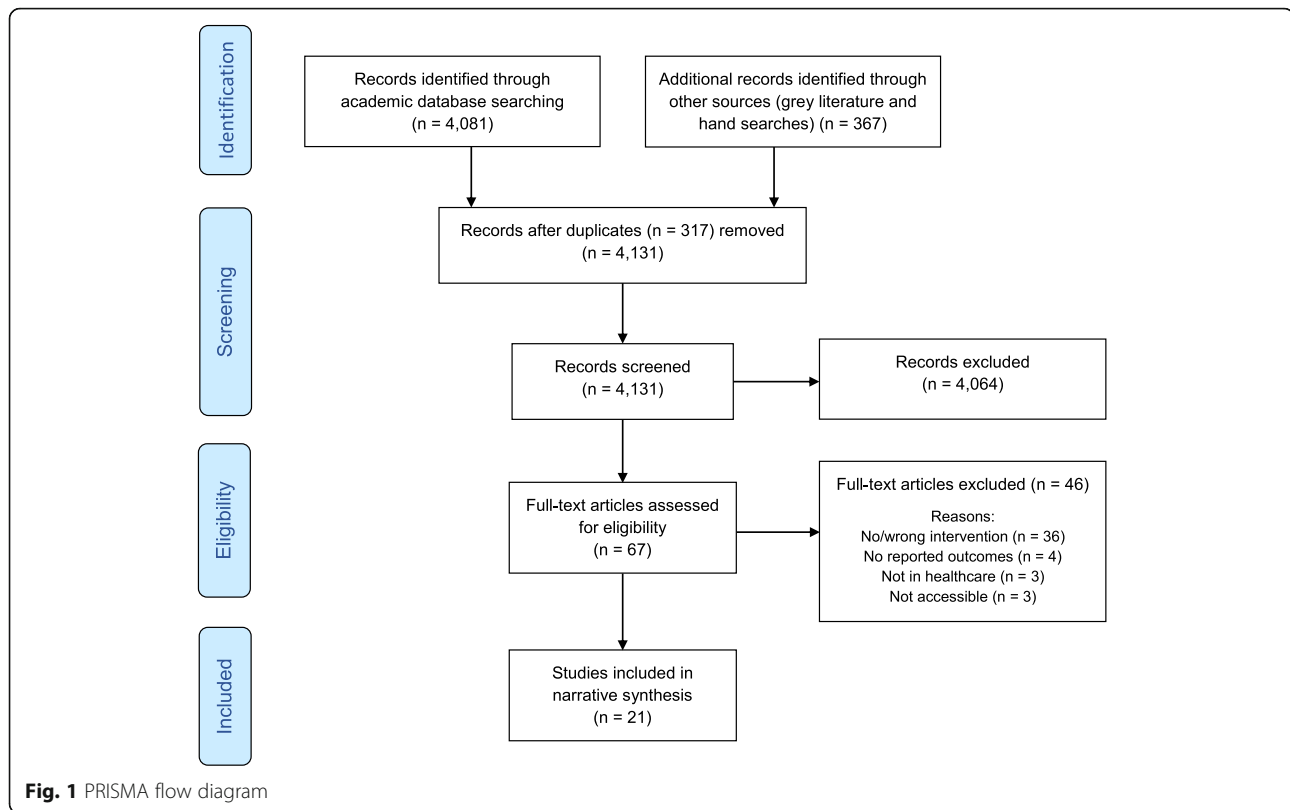 Identification
Records identified through
academic database searching
(n = 4,081)
Additional records identified through
other sources (grey literature and
hand searches) (n = 367)
Screening
Records after duplicates (n = 317) removed
(n = 4,131)
Records screened
(n = 4,131)
Records excluded
(n = 4,064)
Eligibility
Full-text articles assessed
for eligibility
(n = 67)
Full-text articles excluded (n = 46)
Reasons:
No/wrong intervention (n = 36)
No reported outcomes (n = 4)
Not in healthcare (n = 3)
Not accessible (n = 3)
Included
Studies included in
narrative synthesis
(n = 21)
Fig. 1 PRISMA flow diagram